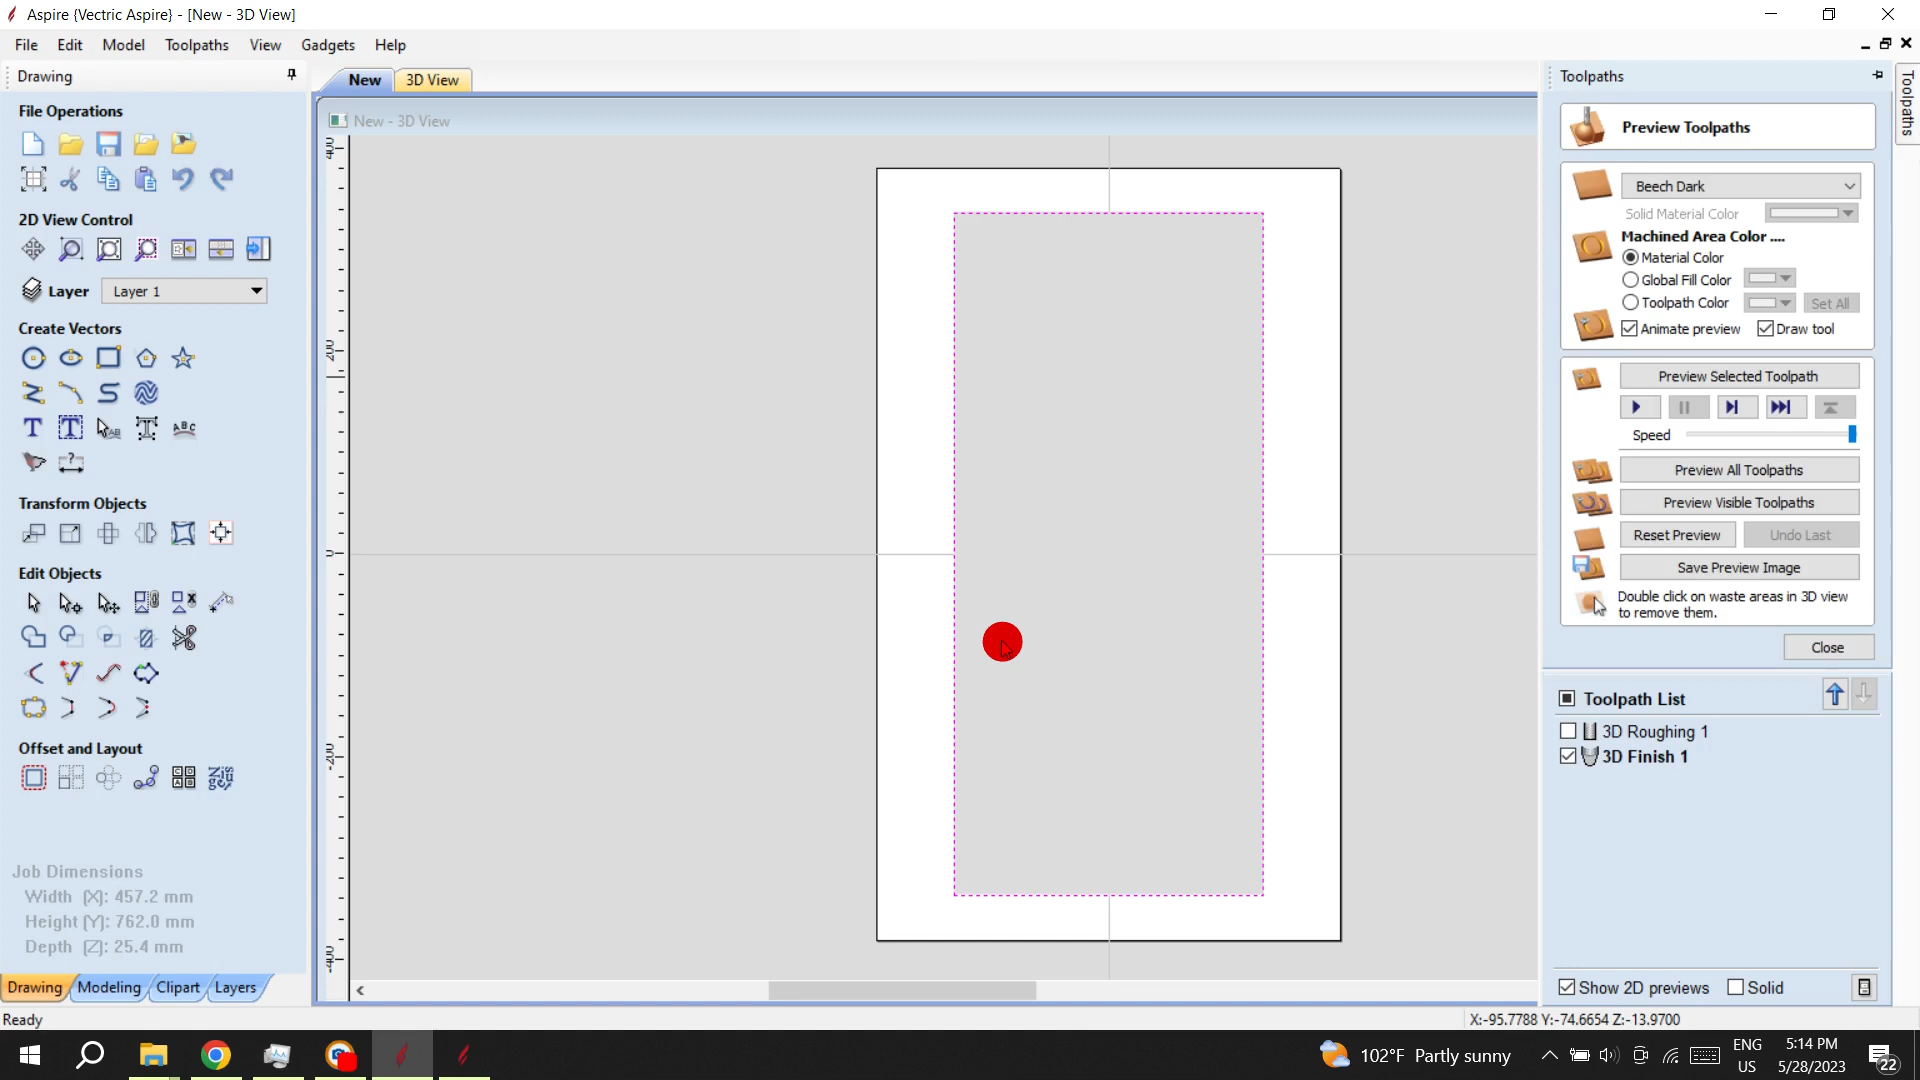 Aspire {Vectric Aspire} - [New - 3D View]
File Edit Model Toolpaths View Gadgets Help
Drawing
File Operations
2D View Control
Layer Layer 1
Create Vectors
Transform Objects
Edit Objects
Offset and Layout
Job Dimensions
Width (X): 457.2 mm
Height (Y): 762.0 mm
Depth (Z): 25.4 mm
Drawing Modeling Clipart Layers
Ready
New 3D View
New - 3D View
400
200
0
-200
-400
Toolpaths
Toolpaths
Preview Toolpaths
Beech Dark
Solid Material Color
Machined Area Color ....
Material Color
Global Fill Color
Toolpath Color Set All
Animate preview Draw tool
Preview Selected Toolpath
Speed
Preview All Toolpaths
Preview Visible Toolpaths
Reset Preview Undo Last
Save Preview Image
Double click on waste areas in 3D view
to remove them.
Close
Toolpath List
3D Roughing 1
3D Finish 1
Show 2D previews Solid
X:-95.7788 Y:-74.6654 Z:-13.9700
102°F Partly sunny
ENG
US
5:14 PM
5/28/2023
22